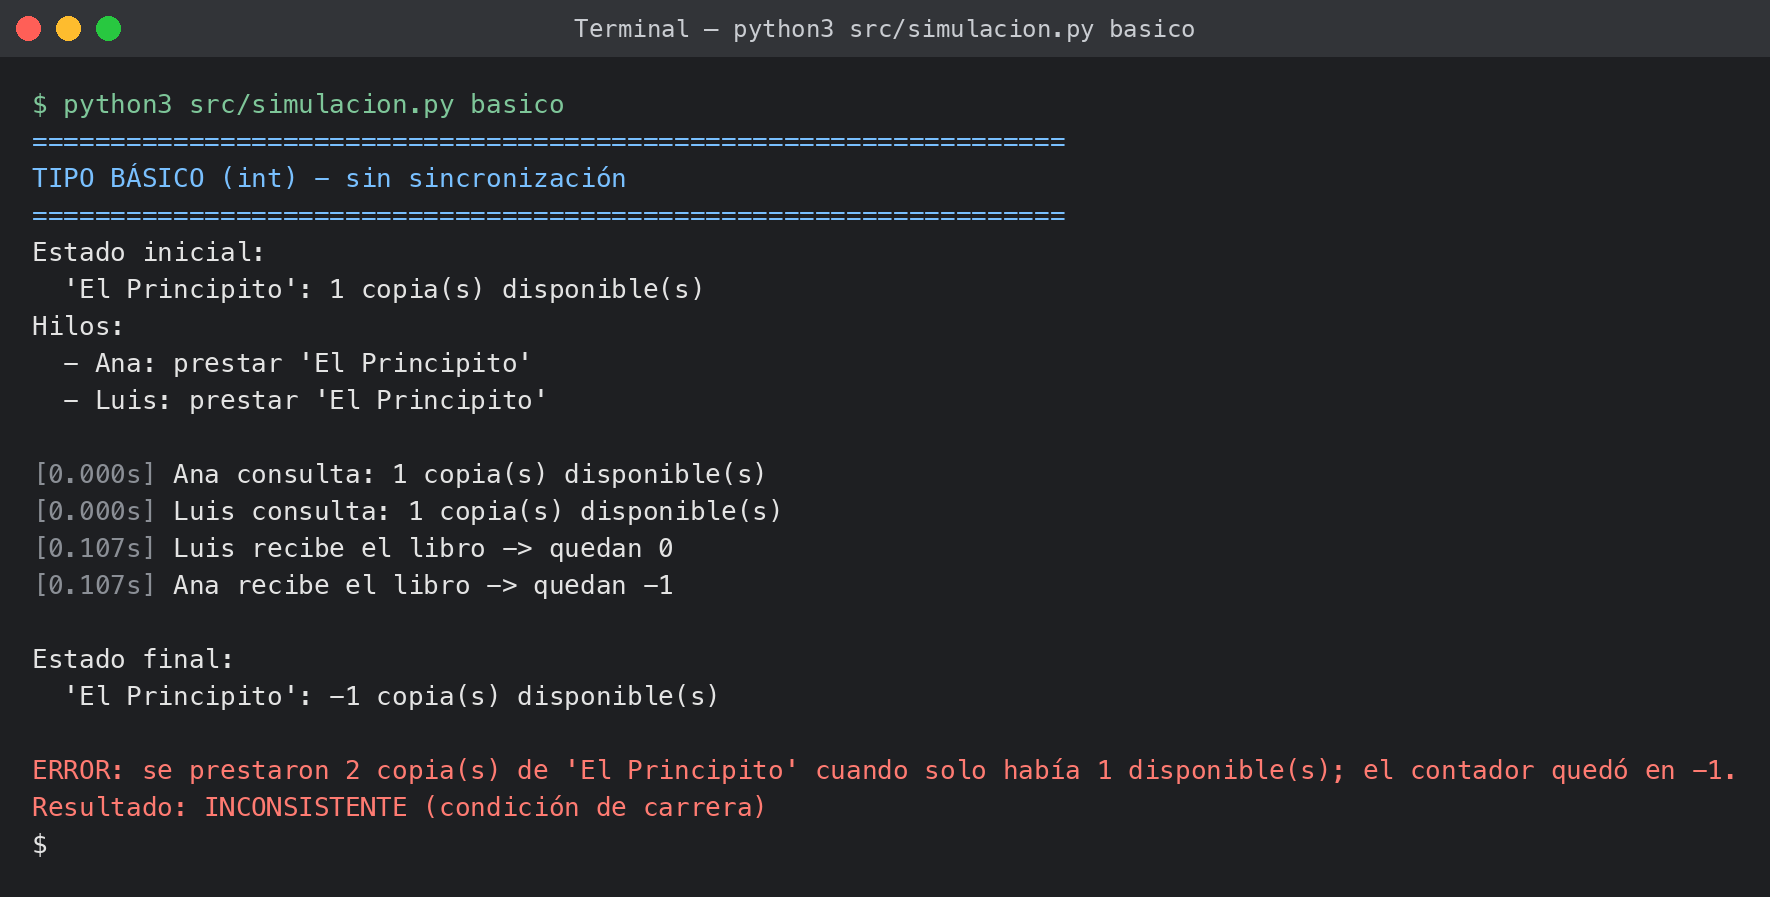 Terminal — python3 src/simulacion.py basico
$ python3 src/simulacion.py basico
==================================================================
TIPO BÁSICO (int) — sin sincronización
==================================================================
Estado inicial:
  'El Principito': 1 copia(s) disponible(s)
Hilos:
  - Ana: prestar 'El Principito'
  - Luis: prestar 'El Principito'

[0.000s] Ana consulta: 1 copia(s) disponible(s)
[0.000s] Luis consulta: 1 copia(s) disponible(s)
[0.107s] Luis recibe el libro -> quedan 0
[0.107s] Ana recibe el libro -> quedan -1

Estado final:
  'El Principito': -1 copia(s) disponible(s)

ERROR: se prestaron 2 copia(s) de 'El Principito' cuando solo había 1 disponible(s); el contador quedó en -1.
Resultado: INCONSISTENTE (condición de carrera)
$